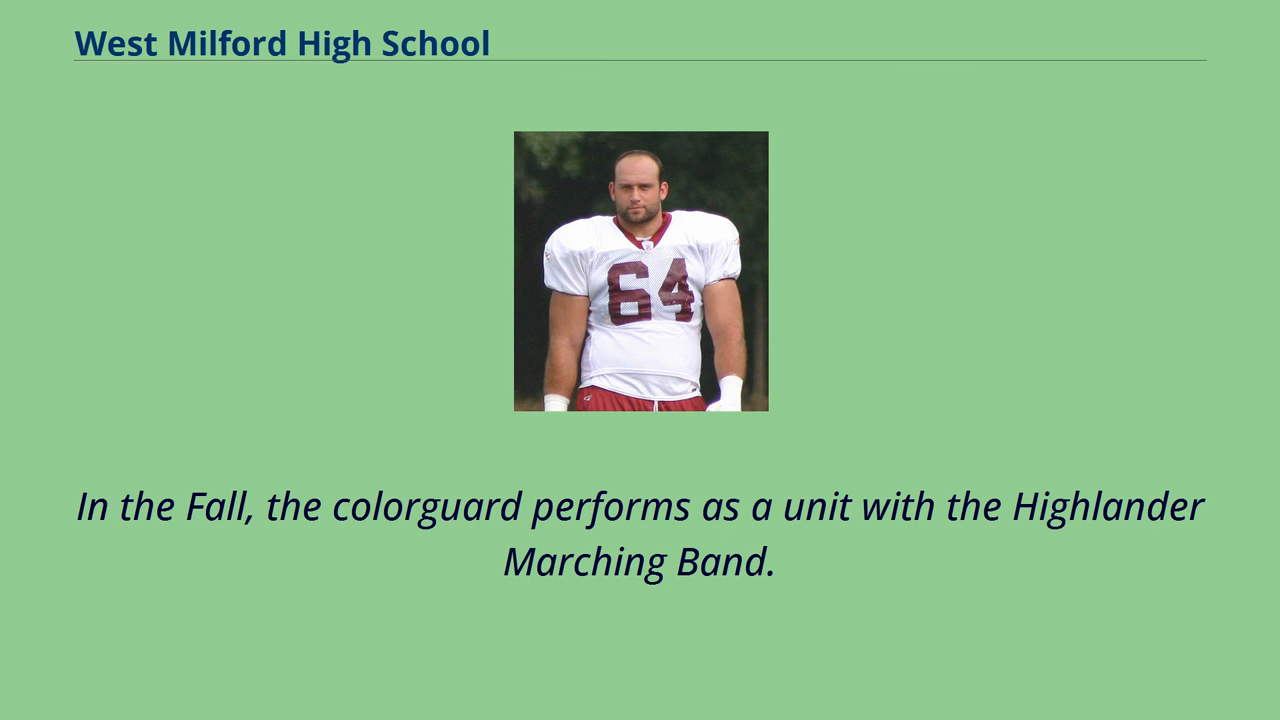 West Milford High School
64
In the Fall, the colorguard performs as a unit with the Highlander
Marching Band.